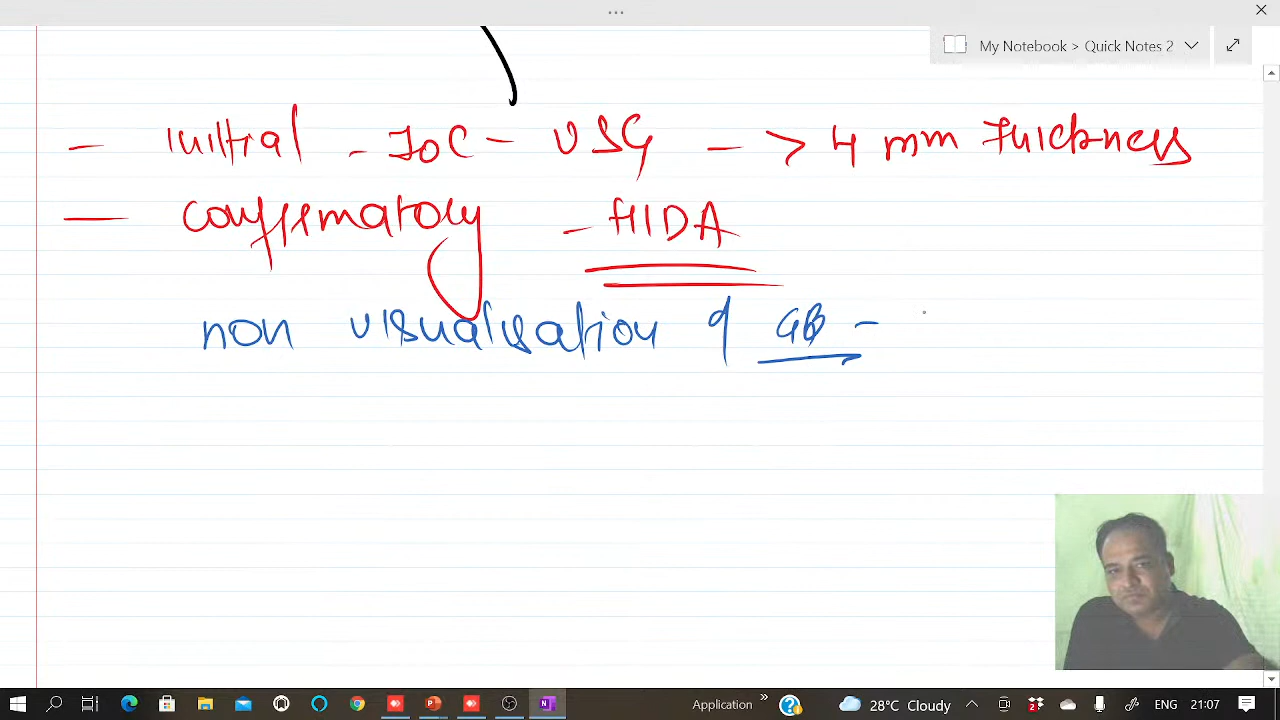 My Notebook > Quick Notes 2
- initial - IoC - USG - > 4 mm thickness
- confirmatory - HIDA
non visualisation of GB -
Application
28°C Cloudy
ENG
21:07